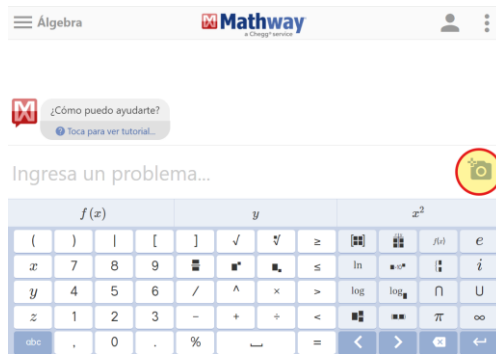 Álgebra
Mathway
a Chegg® service
¿Cómo puedo ayudarte?
Toca para ver tutorial...
Ingresa un problema...
f(x) y x²
( ) | [ ] √ ≥ f(x) e
x 7 8 9 ≤ ln i
y 4 5 6 / ^ × > log log ∩ U
z 1 2 3 - + ÷ < π ∞
abc , 0 . % =